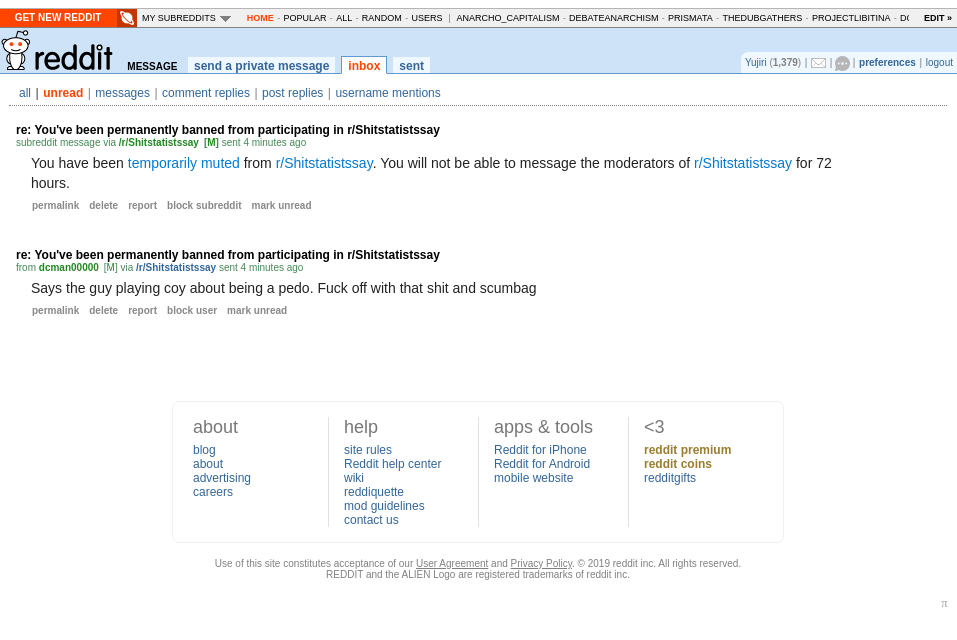 GET NEW REDDIT MY SUBREDDITS HOME - POPULAR - ALL - RANDOM - USERS | ANARCHO_CAPITALISM - DEBATEANARCHISM - PRISMATA - THEDUBGATHERS - PROJECTLIBITINA - EDIT »
reddit MESSAGE send a private message inbox sent Yujiri (1,379) | | | preferences | logout
all | unread | messages | comment replies | post replies | username mentions
re: You've been permanently banned from participating in r/Shitstatistssay
subreddit message via /r/Shitstatistssay [M] sent 4 minutes ago
You have been temporarily muted from r/Shitstatistssay. You will not be able to message the moderators of r/Shitstatistssay for 72
hours.
permalink delete report block subreddit mark unread
re: You've been permanently banned from participating in r/Shitstatistssay
from dcman00000 [M] via /r/Shitstatistssay sent 4 minutes ago
Says the guy playing coy about being a pedo. Fuck off with that shit and scumbag
permalink delete report block user mark unread
about help apps & tools <3
blog site rules Reddit for iPhone reddit premium
about Reddit help center Reddit for Android reddit coins
advertising wiki mobile website redditgifts
careers reddiquette
mod guidelines
contact us
Use of this site constitutes acceptance of our User Agreement and Privacy Policy. © 2019 reddit inc. All rights reserved.
REDDIT and the ALIEN Logo are registered trademarks of reddit inc.
π